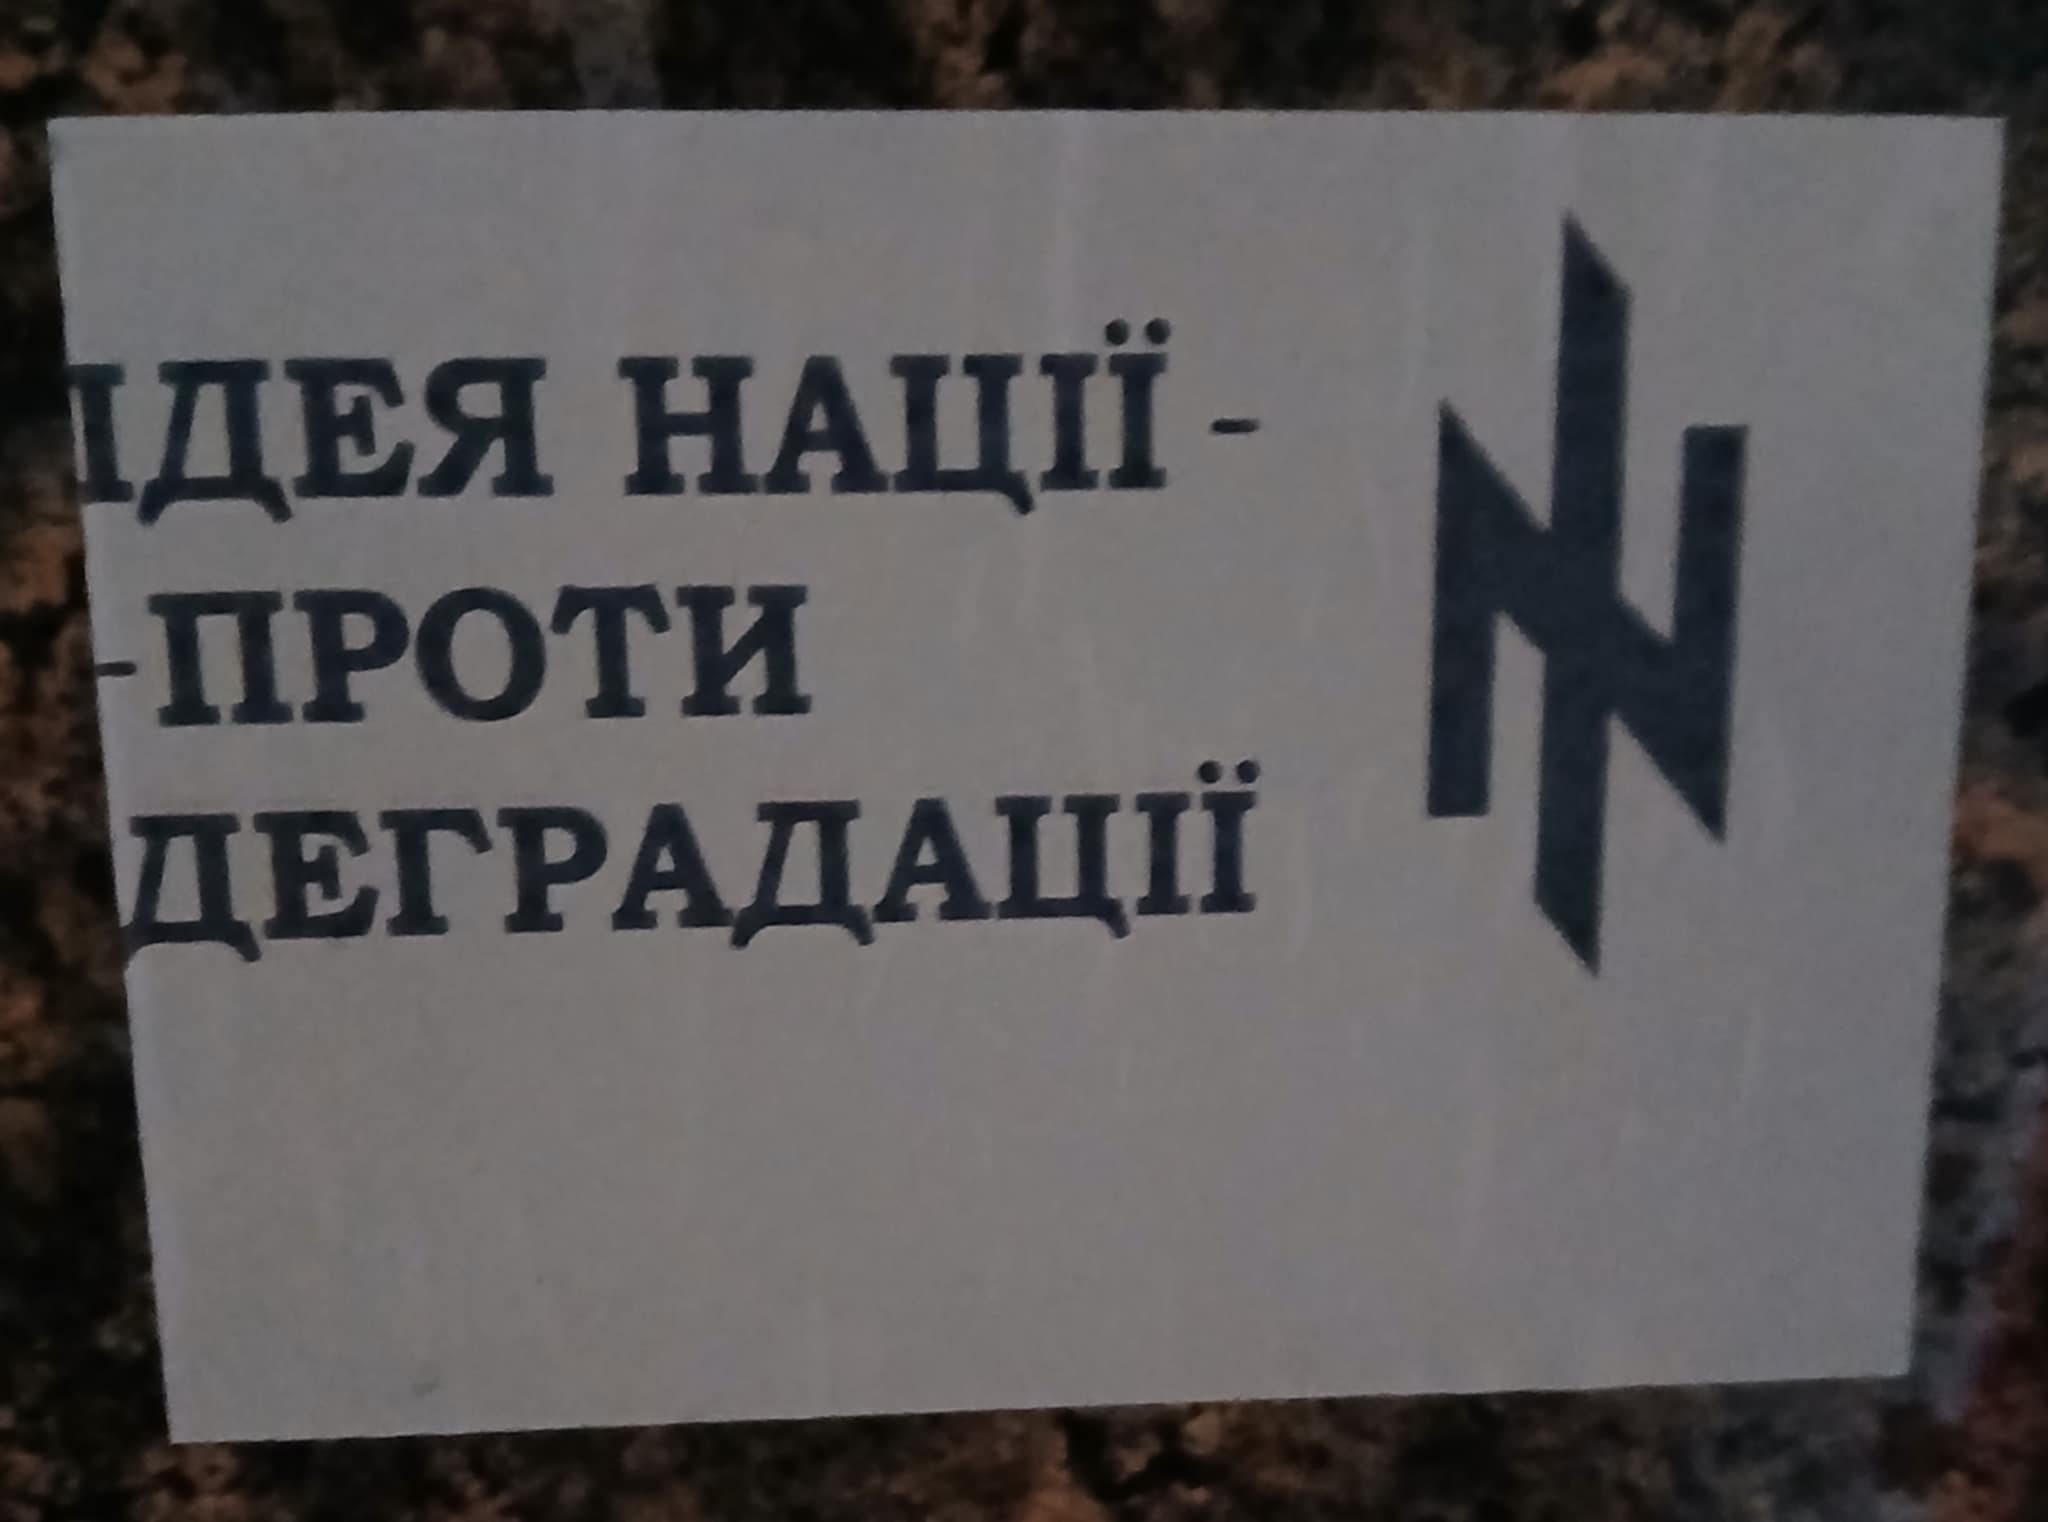 ІДЕЯ НАЦІЇ -
- ПРОТИ
ДЕГРАДАЦІЇ